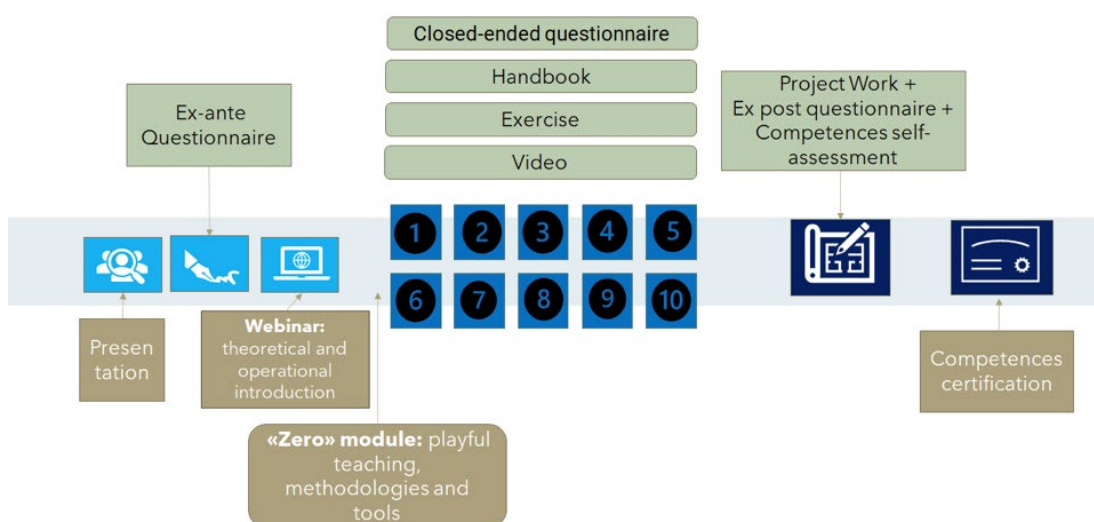 Closed-ended questionnaire
Handbook
Exercise
Video
Ex-ante
Questionnaire
Project Work +
Ex post questionnaire +
Competences self-
assessment
1
2
3
4
5
6
7
8
9
10
Presen
tation
Webinar:
theoretical and
operational
introduction
«Zero» module: playful
teaching,
methodologies and
tools
Competences
certification